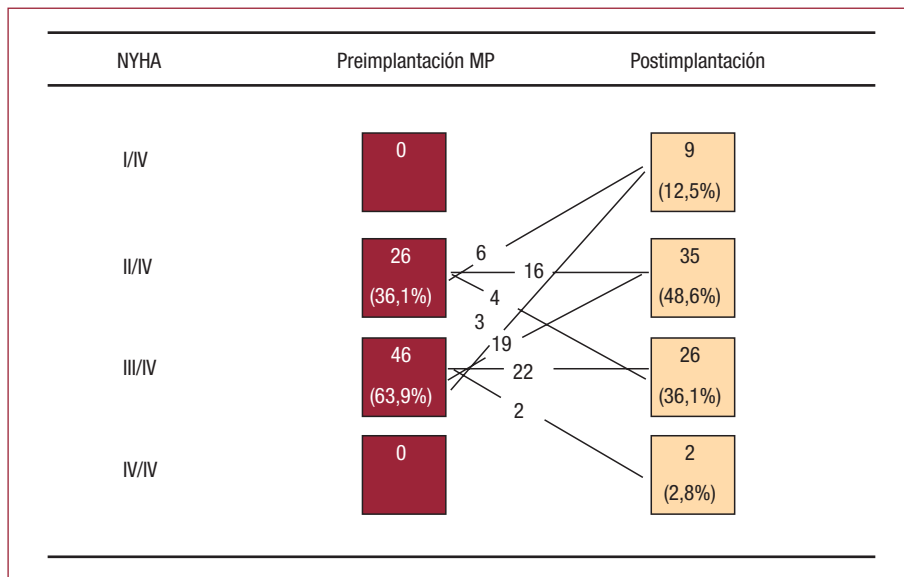 NYHA Preimplantación MP Postimplantación
I/IV 0 9
(12,5%)
6
II/IV 26 16 35
(36,1%) 4 (48,6%)
3
19
III/IV 46 22 26
(63,9%) 2 (36,1%)
IV/IV 0 2
(2,8%)